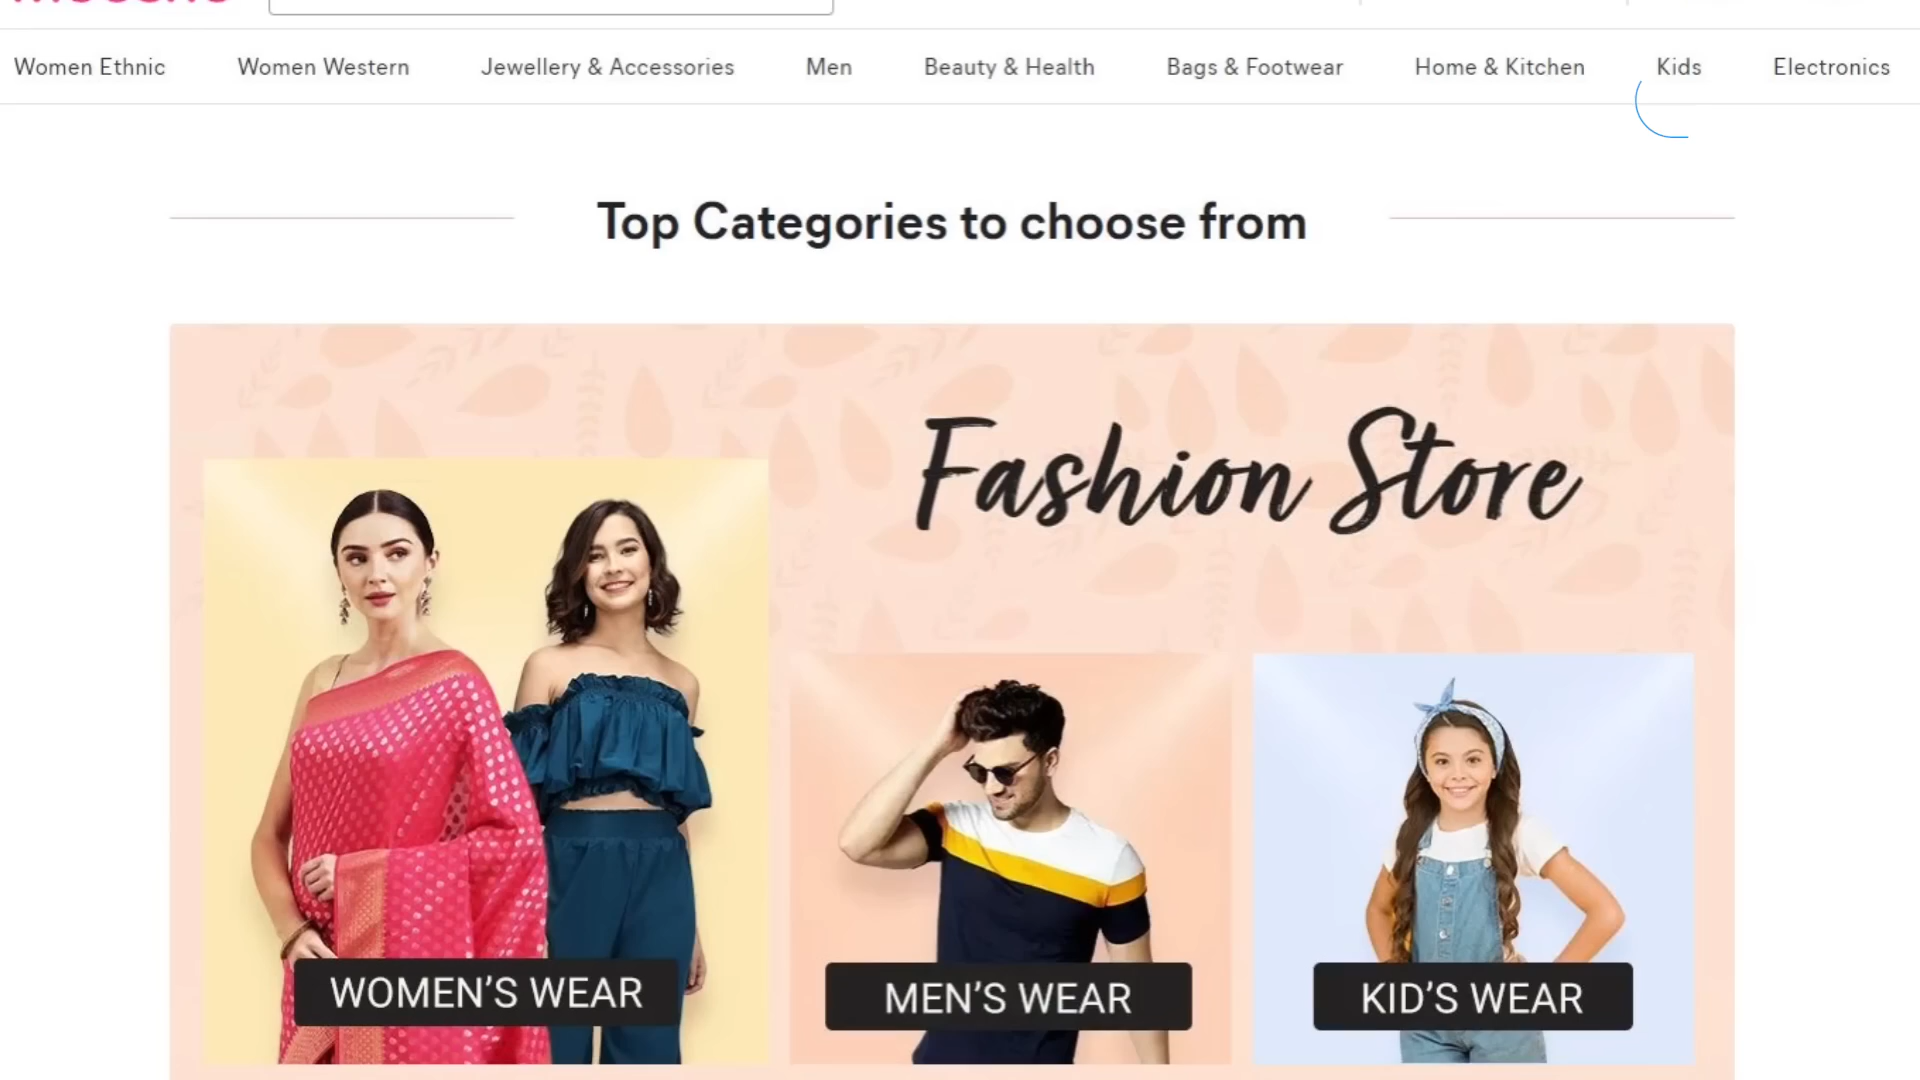 Women Ethnic
Women Western
Jewellery & Accessories
Men
Beauty & Health
Bags & Footwear
Home & Kitchen
Kids
Electronics
Top Categories to choose from
Fashion Store
WOMEN’S WEAR
MEN’S WEAR
KID’S WEAR